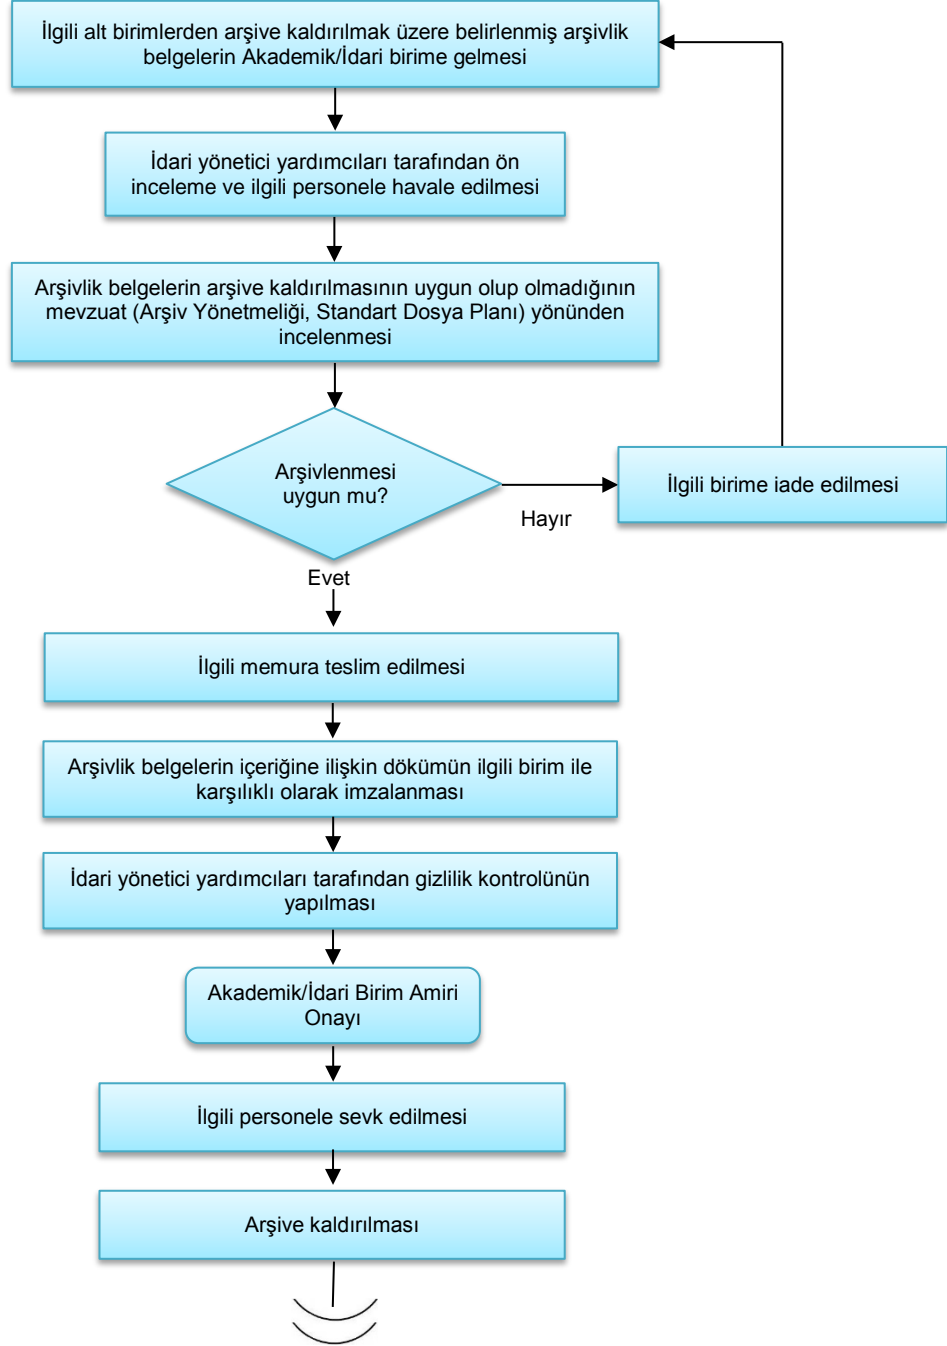 İlgili alt birimlerden arşive kaldırılmak üzere belirlenmiş arşivlik
belgelerin Akademik/İdari birime gelmesi
İdari yönetici yardımcıları tarafından ön
inceleme ve ilgili personele havale edilmesi
Arşivlik belgelerin arşive kaldırılmasının uygun olup olmadığının
mevzuat (Arşiv Yönetmeliği, Standart Dosya Planı) yönünden
incelenmesi
Arşivlenmesi
uygun mu?
Hayır
İlgili birime iade edilmesi
Evet
İlgili memura teslim edilmesi
Arşivlik belgelerin içeriğine ilişkin dökümün ilgili birim ile
karşılıklı olarak imzalanması
İdari yönetici yardımcıları tarafından gizlilik kontrolünün
yapılması
Akademik/İdari Birim Amiri
Onayı
İlgili personele sevk edilmesi
Arşive kaldırılması